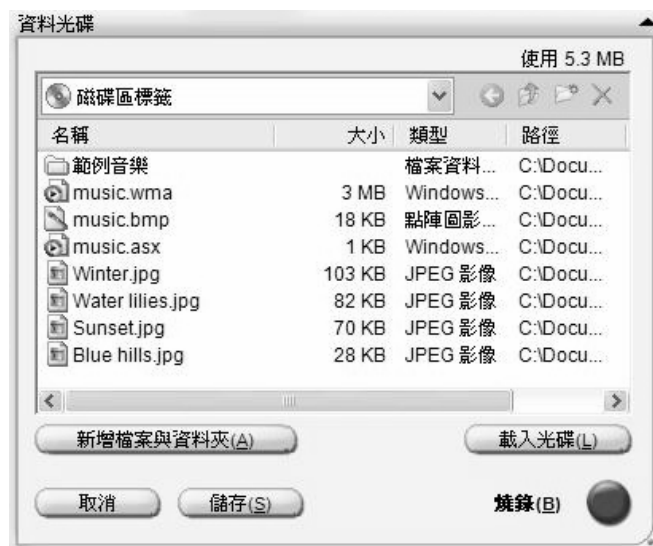 資料光碟
使用 5.3 MB
磁碟區標籤
名稱 大小 類型 路徑
範例音樂 檔案資料... C:\Docu...
music.wma 3 MB Windows... C:\Docu...
music.bmp 18 KB 點陣圖影... C:\Docu...
music.asx 1 KB Windows... C:\Docu...
Winter.jpg 103 KB JPEG 影像 C:\Docu...
Water lilies.jpg 82 KB JPEG 影像 C:\Docu...
Sunset.jpg 70 KB JPEG 影像 C:\Docu...
Blue hills.jpg 28 KB JPEG 影像 C:\Docu...
新增檔案與資料夾(A) 載入光碟(L)
取消 儲存(S) 燒錄(B)